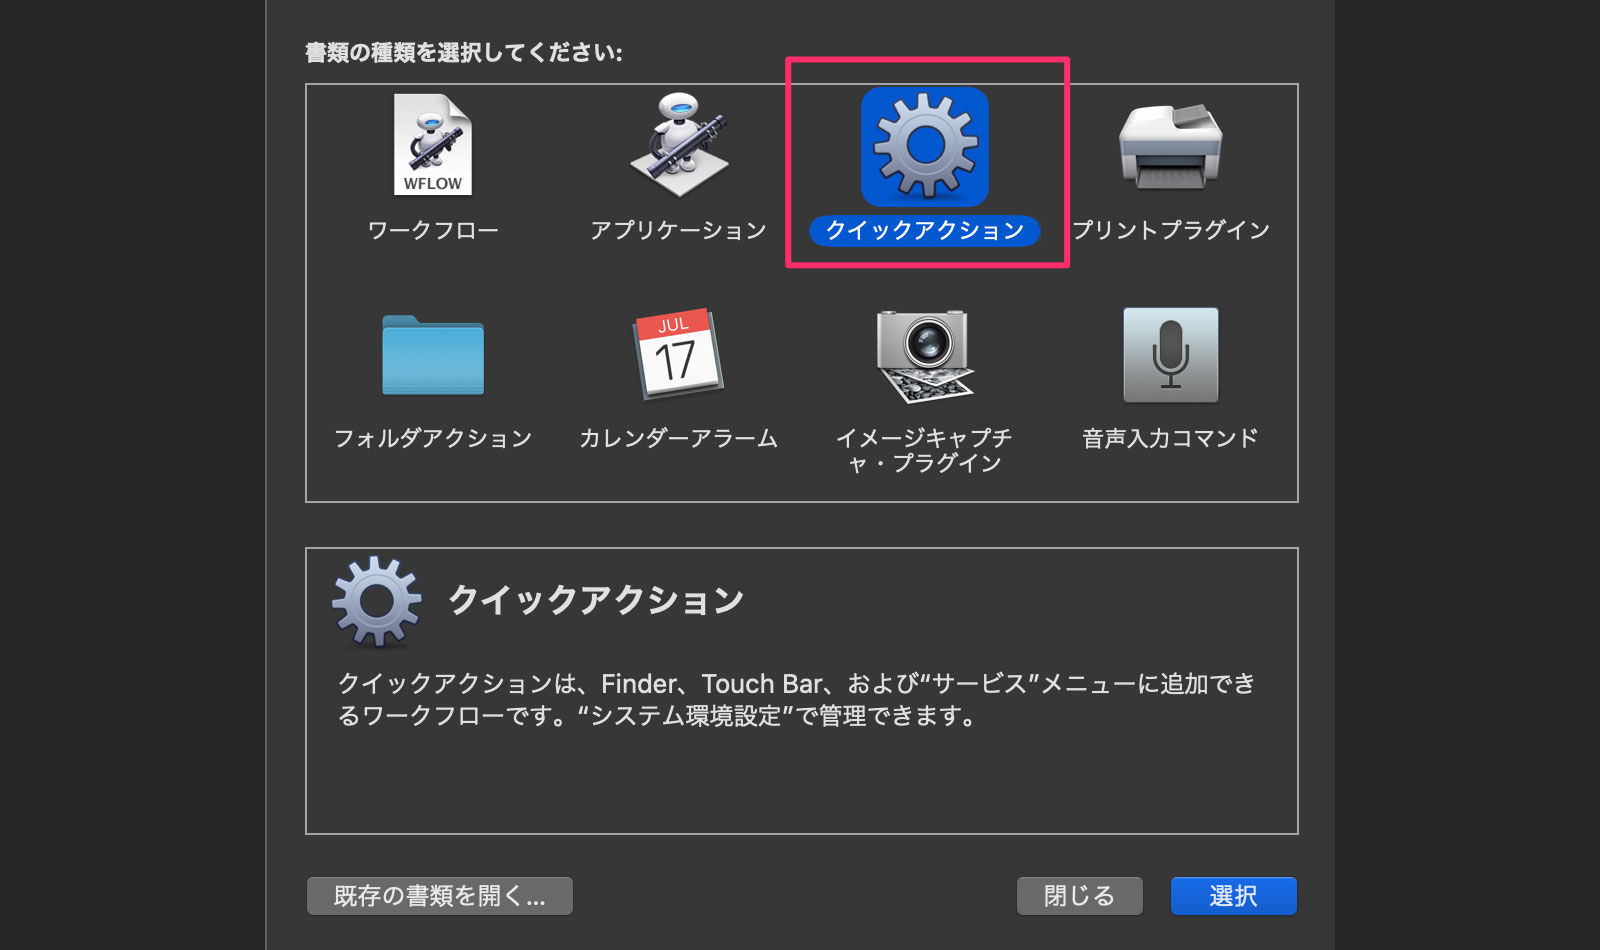 書類の種類を選択してください:
WFLOW
ワークフロー
アプリケーション
クイックアクション
プリントプラグイン
JUL
17
フォルダアクション
カレンダーアラーム
イメージキャプチ
ャ・プラグイン
音声入力コマンド
クイックアクション
クイックアクションは、Finder、Touch Bar、および“サービス”メニューに追加でき
るワークフローです。“システム環境設定”で管理できます。
既存の書類を開く...
閉じる
選択